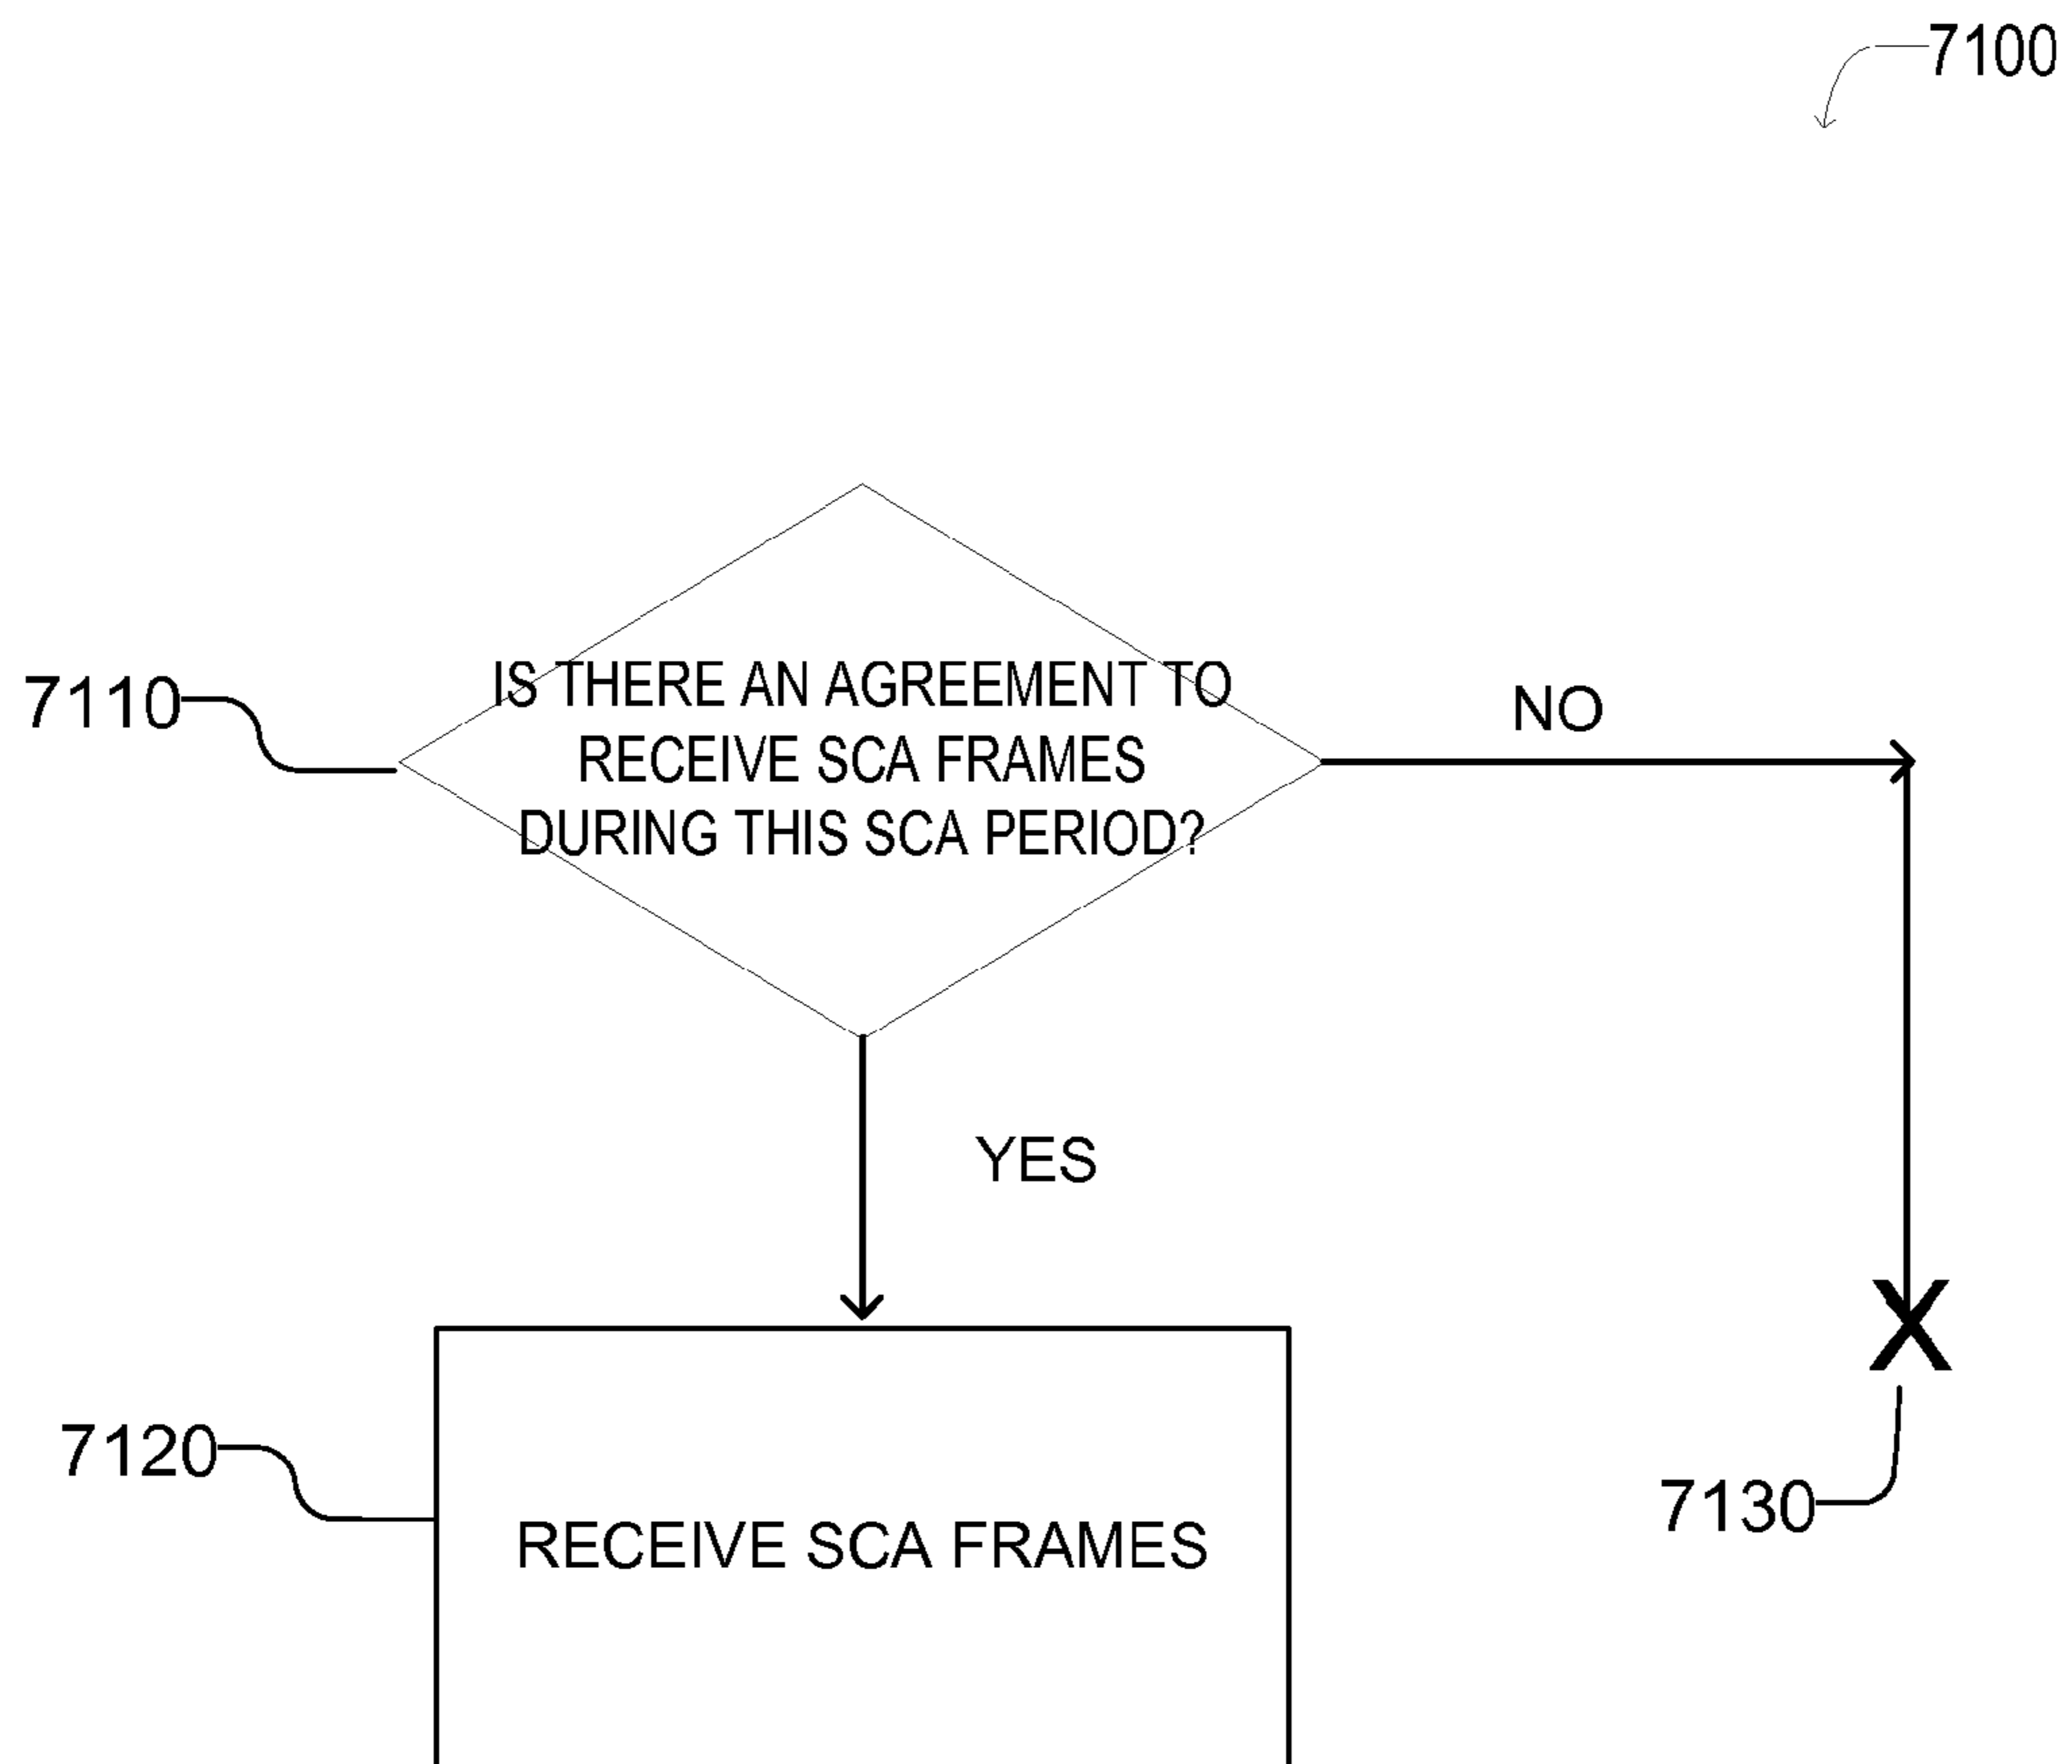 7100
7110
IS THERE AN AGREEMENT TO
RECEIVE SCA FRAMES
DURING THIS SCA PERIOD?
NO
YES
X
7120
RECEIVE SCA FRAMES
7130